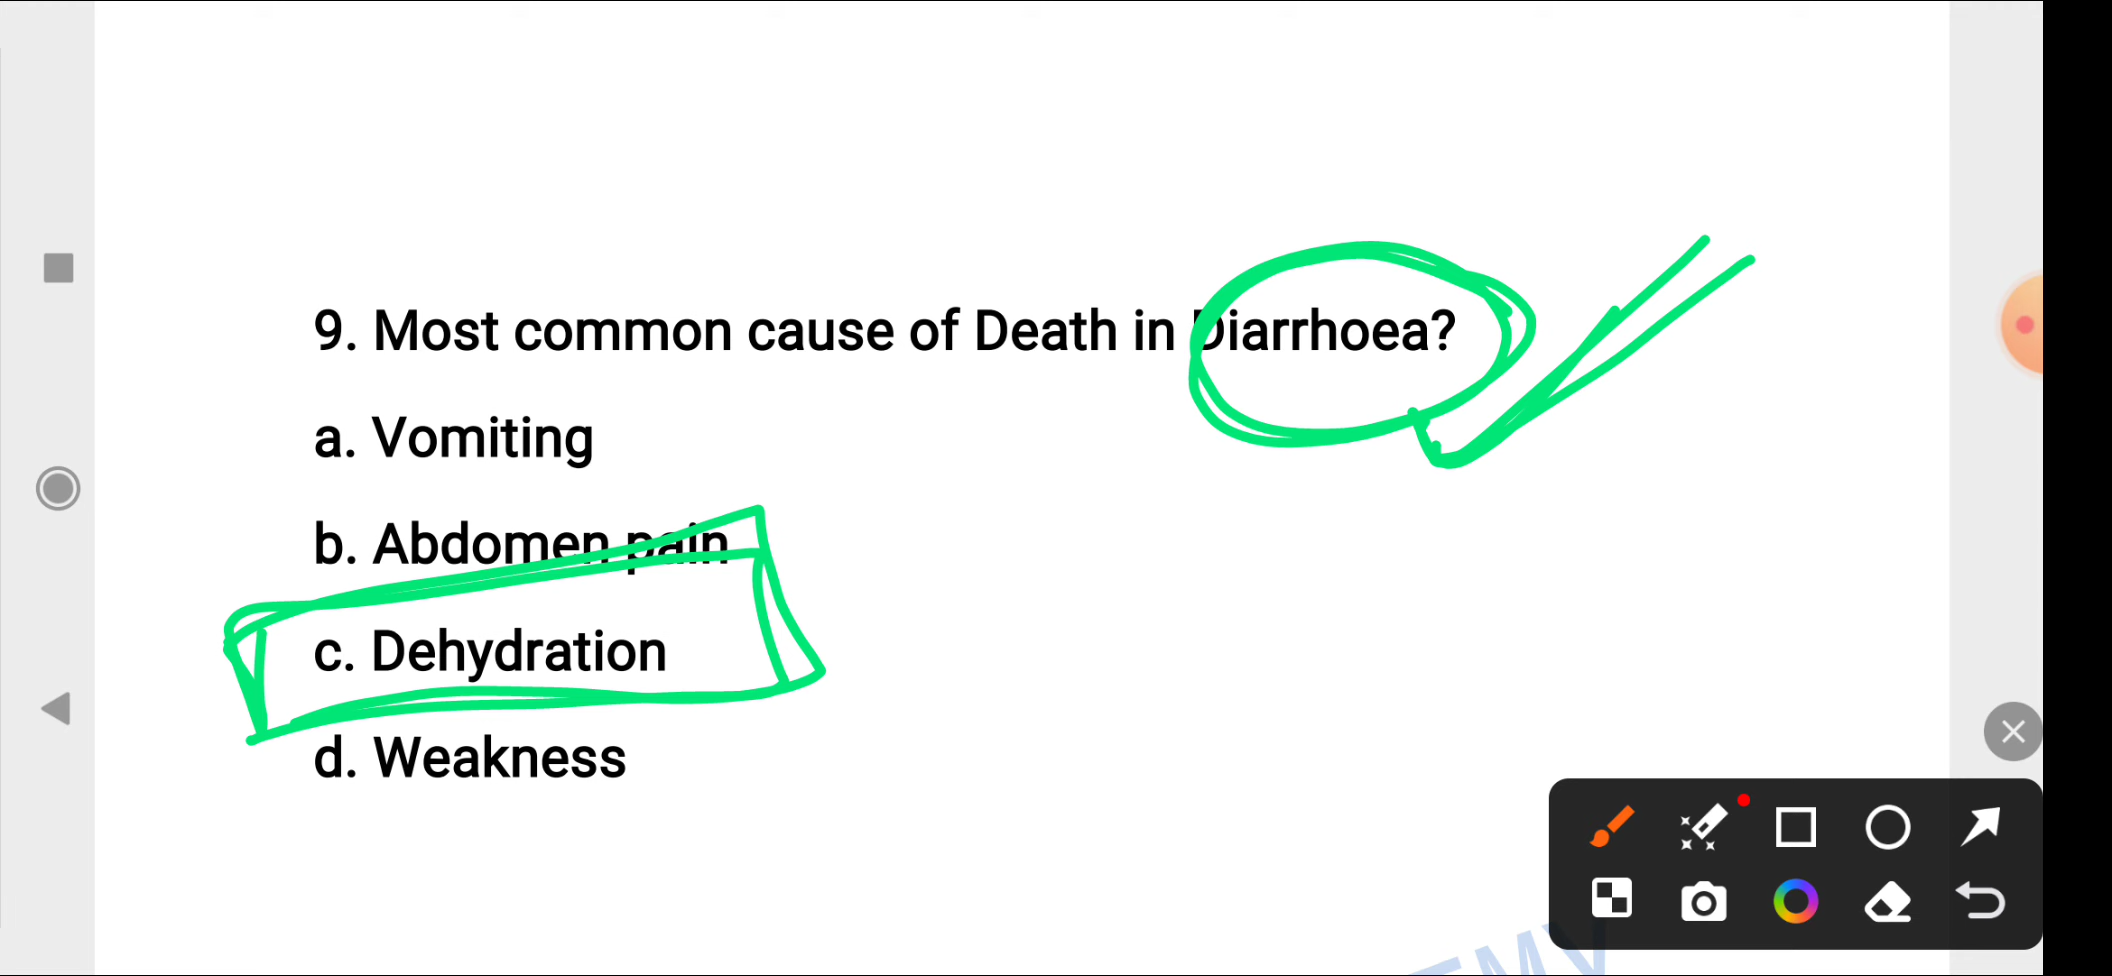 9. Most common cause of Death in Diarrhoea?
a. Vomiting
b. Abdomen pain
c. Dehydration
d. Weakness